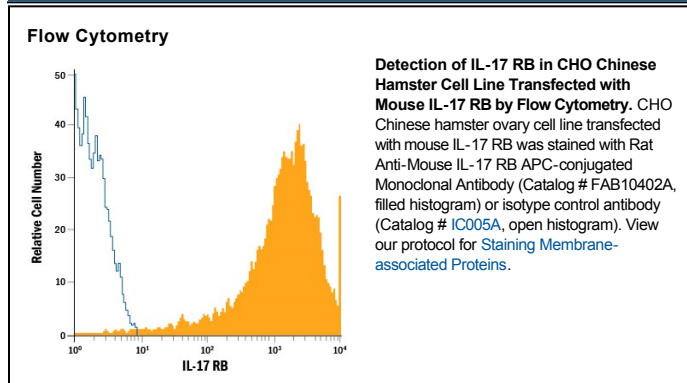 Flow Cytometry
50
40
30
20
10
0
Relative Cell Number
10⁰
10¹
10²
10³
10⁴
IL-17 RB
Detection of IL-17 RB in CHO Chinese
Hamster Cell Line Transfected with
Mouse IL-17 RB by Flow Cytometry. CHO
Chinese hamster ovary cell line transfected
with mouse IL-17 RB was stained with Rat
Anti-Mouse IL-17 RB APC-conjugated
Monoclonal Antibody (Catalog # FAB10402A,
filled histogram) or isotype control antibody
(Catalog # IC005A, open histogram). View
our protocol for Staining Membrane-
associated Proteins.